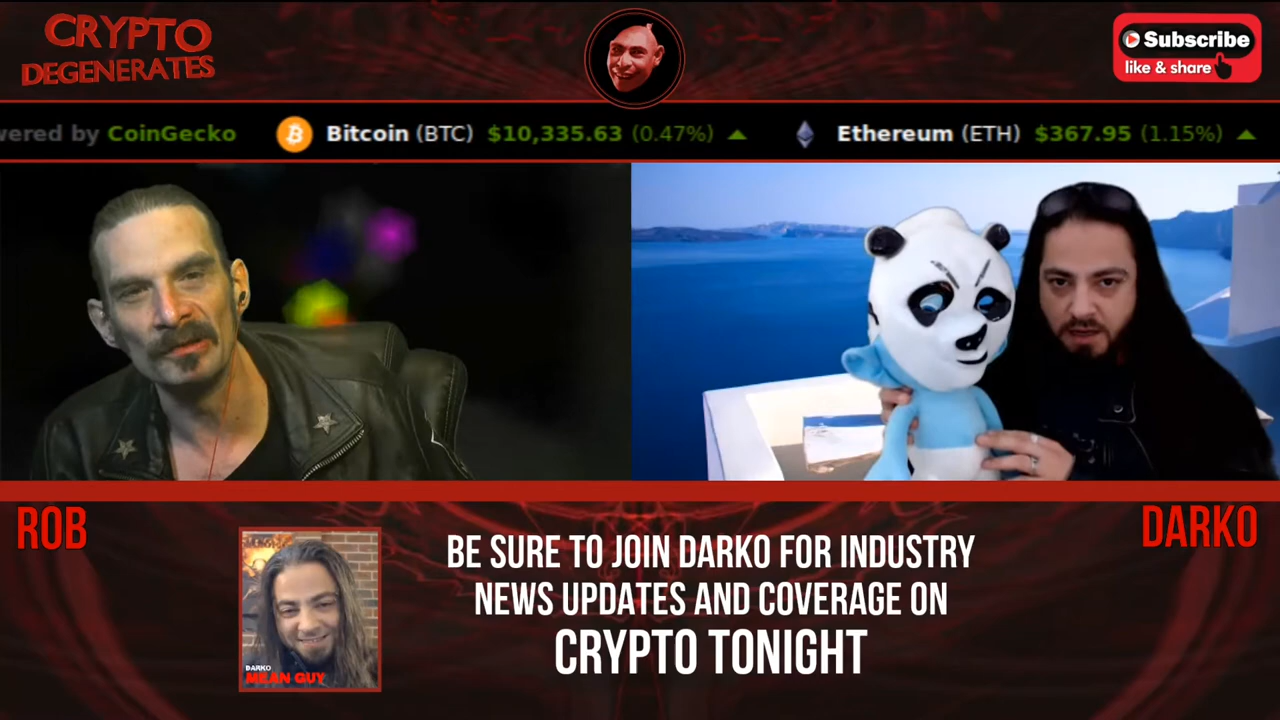 CRYPTO
DEGENERATES
Subscribe
like & share
wered by CoinGecko Bitcoin (BTC) $10,335.63 (0.47%) Ethereum (ETH) $367.95 (1.15%)
ROB
DARKO
BE SURE TO JOIN DARKO FOR INDUSTRY
NEWS UPDATES AND COVERAGE ON
CRYPTO TONIGHT
DARKO
MEAN GUY